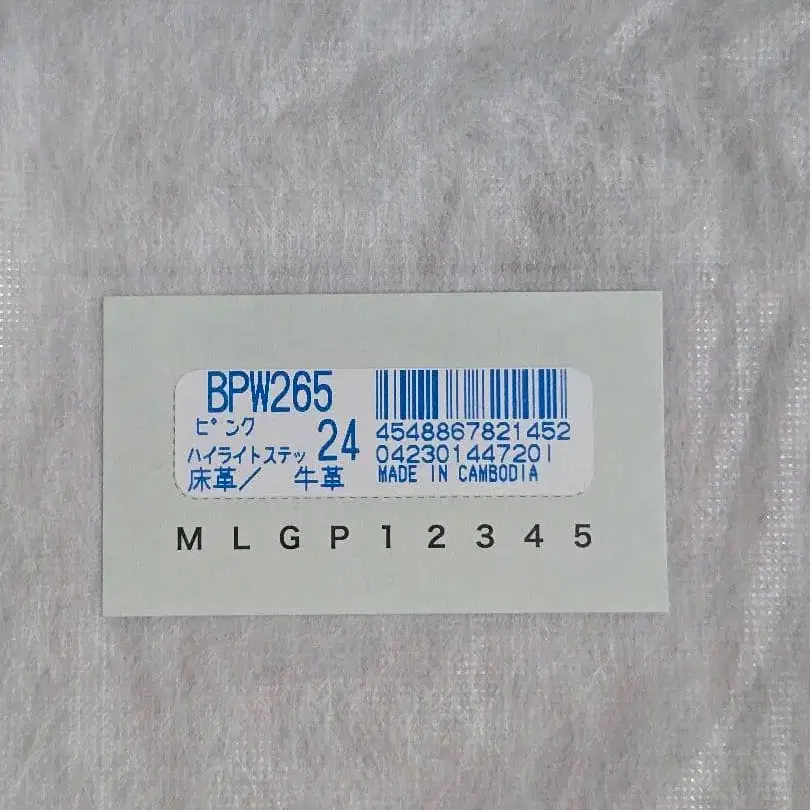 BPW265
ピンク
ハイライトステッ 24
床革/ 牛革
4548867821452
04230144720I
MADE IN CAMBODIA
M L G P 1 2 3 4 5